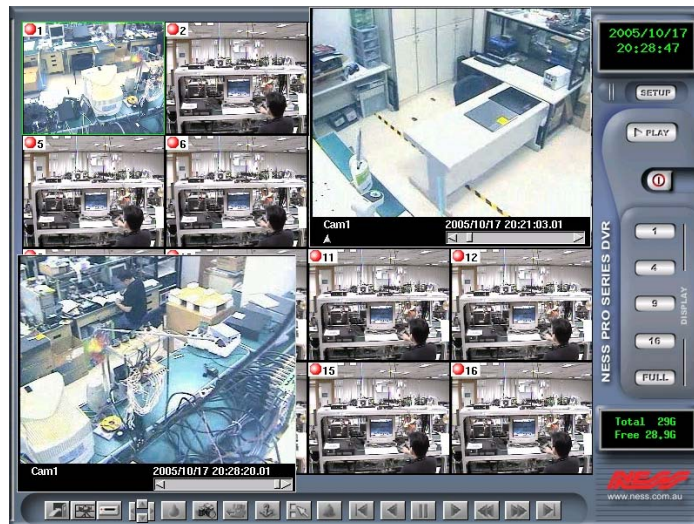 1
2
2005/10/17
20:28:47
SETUP
PLAY
5
6
Cam1
2005/10/17 20:21:03.01
NESS PRO SERIES DVR
1
4
9
16
FULL
DISPLAY
11
12
15
16
Total 29G
Free 28.9G
Cam1
2005/10/17 20:28:20.01
NESS
www.ness.com.au